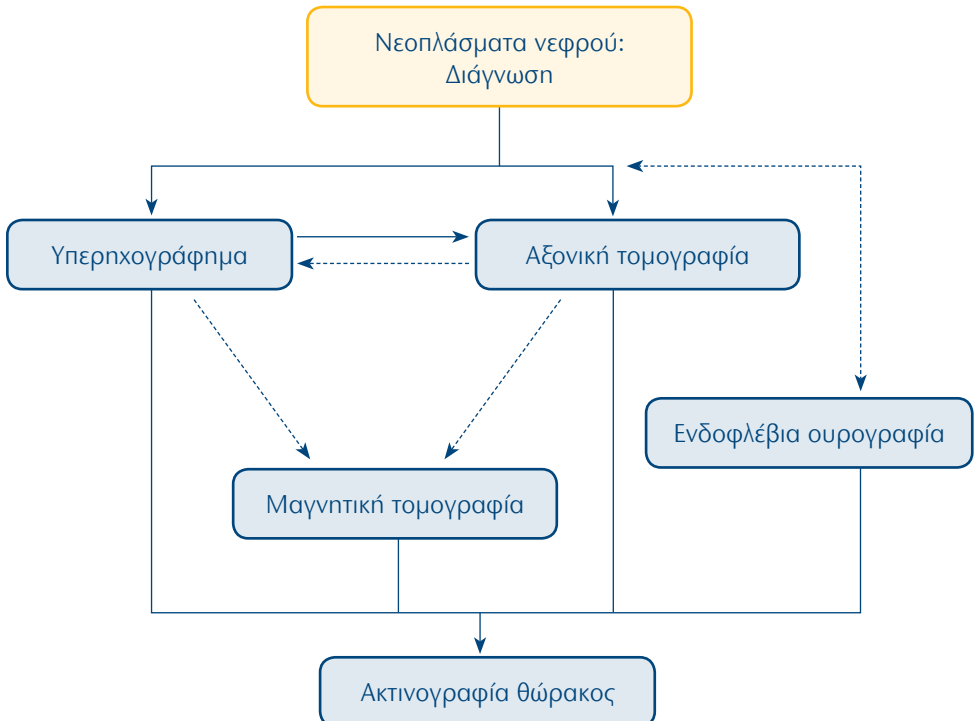 Νεοπλάσματα νεφρού:
Διάγνωση
Υπερηχογράφημα
Αξονική τομογραφία
Ενδοφλέβια ουρογραφία
Μαγνητική τομογραφία
Ακτινογραφία θώρακος